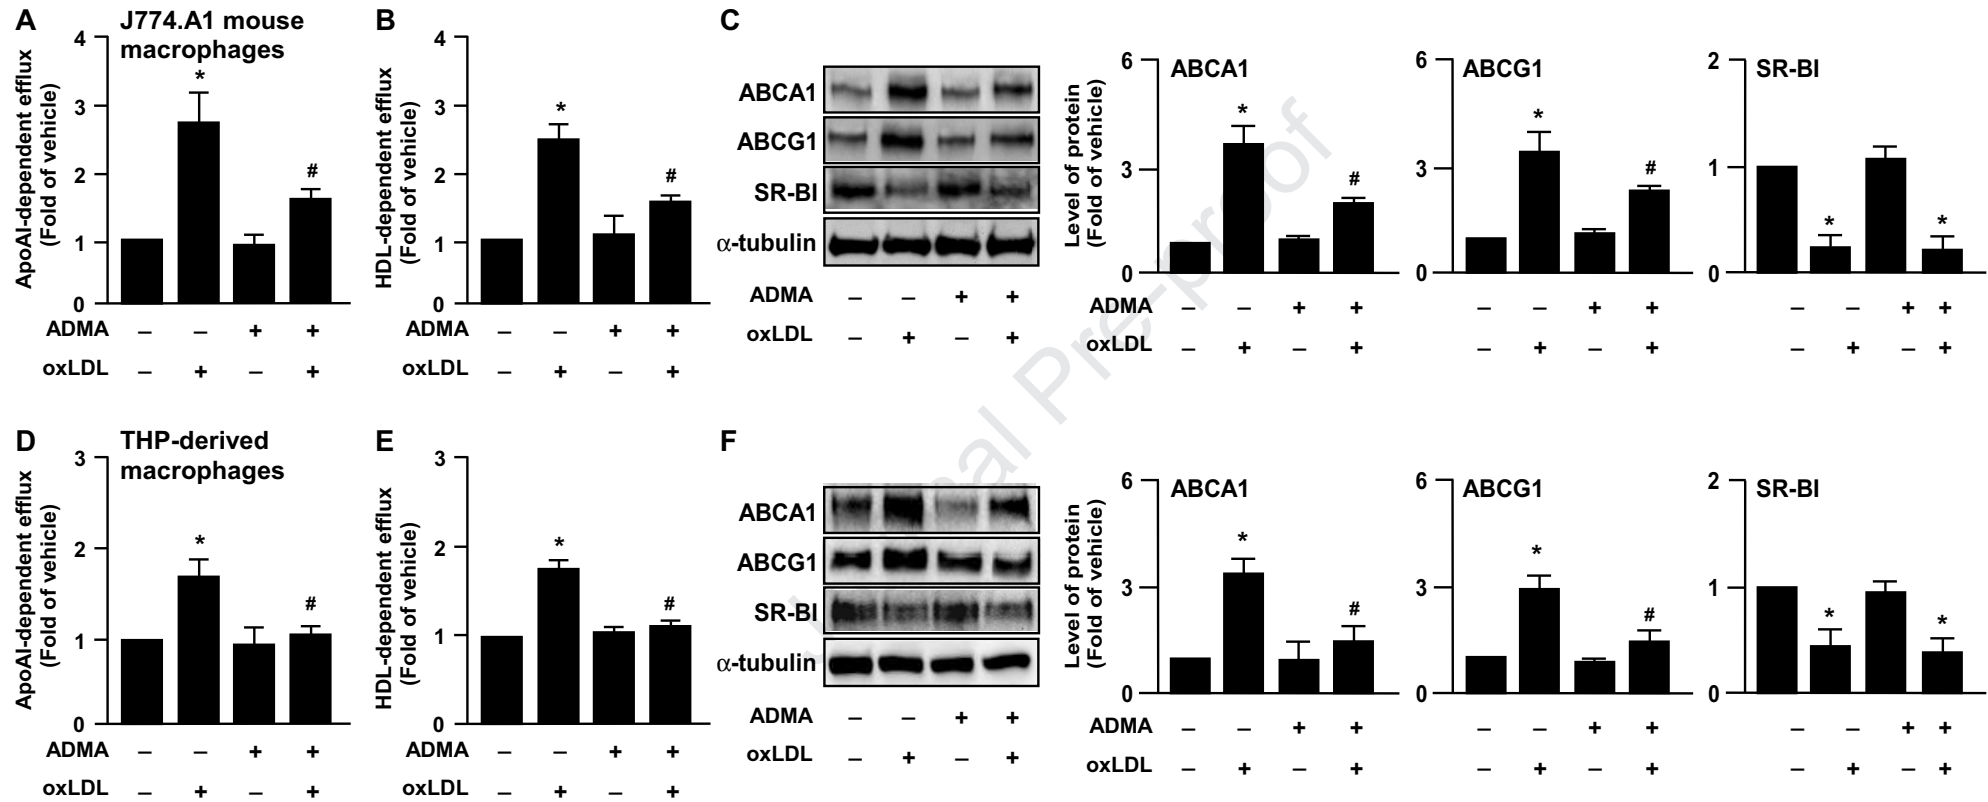 A
J774.A1 mouse
macrophages
ApoAI-dependent efflux
(Fold of vehicle)
4
3
2
1
0
*
#
ADMA – – + +
oxLDL – + – +
B
HDL-dependent efflux
(Fold of vehicle)
4
3
2
1
0
*
#
ADMA – – + +
oxLDL – + – +
C
ABCA1
ABCG1
SR-BI
α-tubulin
ADMA – – + +
oxLDL – + – +
Level of protein
(Fold of vehicle)
ABCA1
6
3
0
*
#
ABCG1
6
3
0
*
#
SR-BI
2
1
0
*
*
ADMA – – + + – – + + – – + +
oxLDL – + – + – + – + – + – +
D
THP-derived
macrophages
ApoAI-dependent efflux
(Fold of vehicle)
3
2
1
0
*
#
ADMA – – + +
oxLDL – + – +
E
HDL-dependent efflux
(Fold of vehicle)
3
2
1
0
*
#
ADMA – – + +
oxLDL – + – +
F
ABCA1
ABCG1
SR-BI
α-tubulin
ADMA – – + +
oxLDL – + – +
Level of protein
(Fold of vehicle)
ABCA1
6
3
0
*
#
ABCG1
6
3
0
*
#
SR-BI
2
1
0
*
*
ADMA – – + + – – + + – – + +
oxLDL – + – + – + – + – + – +
Pre-proof